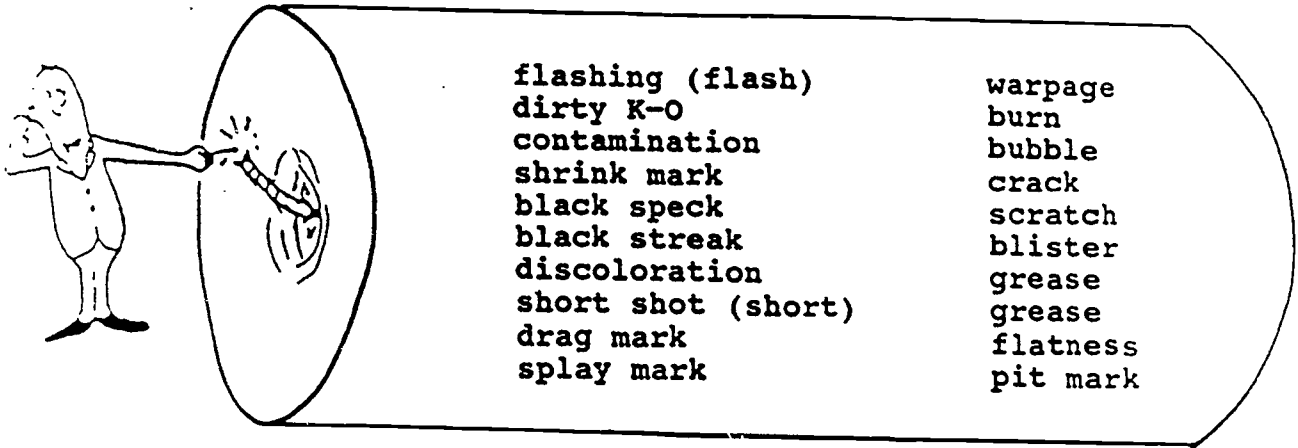 flashing (flash)
dirty K-O
contamination
shrink mark
black speck
black streak
discoloration
short shot (short)
drag mark
splay mark
warpage
burn
bubble
crack
scratch
blister
grease
grease
flatness
pit mark